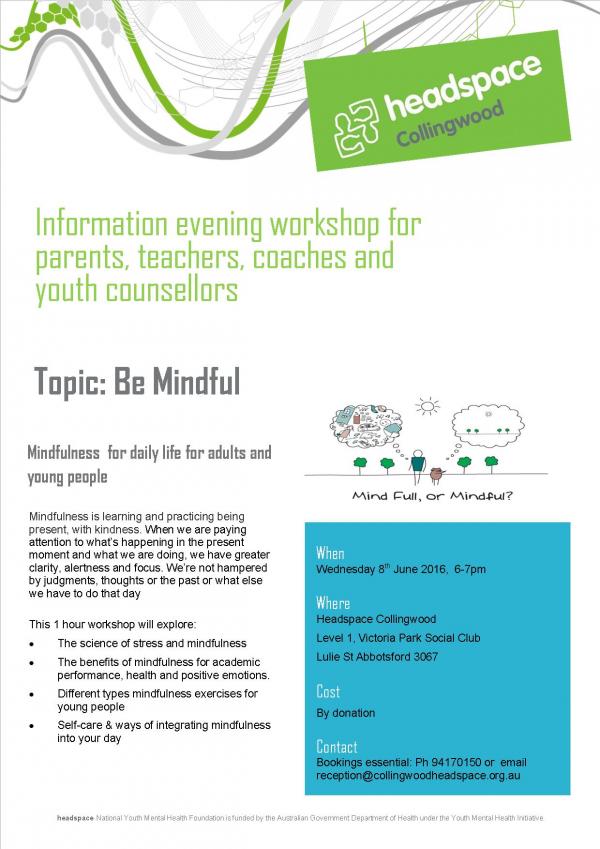 headspace
Collingwood
Information evening workshop for
parents, teachers, coaches and
youth counsellors
Topic: Be Mindful
Mindfulness for daily life for adults and
young people
Mind Full, or Mindful?
Mindfulness is learning and practicing being
present, with kindness. When we are paying
attention to what's happening in the present
moment and what we are doing, we have greater
clarity, alertness and focus. We're not hampered
by judgments, thoughts or the past or what else
we have to do that day
This 1 hour workshop will explore:
• The science of stress and mindfulness
• The benefits of mindfulness for academic
performance, health and positive emotions.
• Different types mindfulness exercises for
young people
• Self-care & ways of integrating mindfulness
into your day
When
Wednesday 8th June 2016, 6-7pm
Where
Headspace Collingwood
Level 1, Victoria Park Social Club
Lulie St Abbotsford 3067
Cost
By donation
Contact
Bookings essential: Ph 94170150 or email
reception@collingwoodheadspace.org.au
headspace National Youth Mental Health Foundation is funded by the Australian Government Department of Health under the Youth Mental Health Initiative.